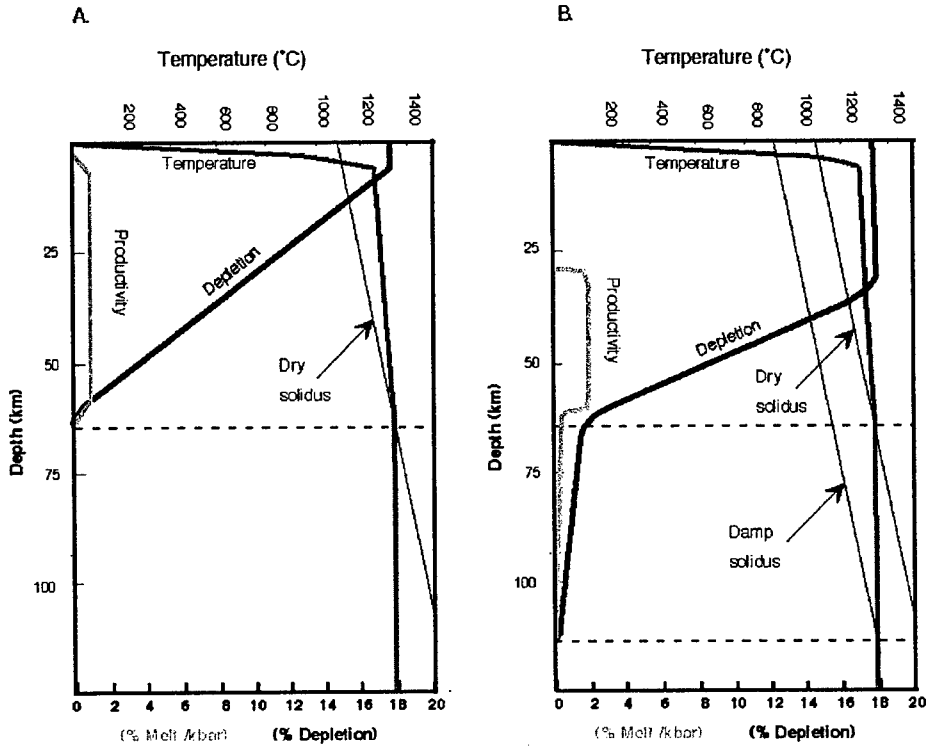 A.
Temperature (°C)
200
400
600
800
1000
1200
1400
Temperature
Productivity
Depletion
Dry
solidus
Depth (km)
25
50
75
100
0 2 4 6 8 10 12 14 16 18 20
(% Melt /kbar) (% Depletion)
B.
Temperature (°C)
200
400
600
800
1000
1200
1400
Temperature
Productivity
Depletion
Dry
solidus
Damp
solidus
Depth (km)
25
50
75
100
0 2 4 6 8 10 12 14 16 18 20
(% Melt /kbar) (% Depletion)